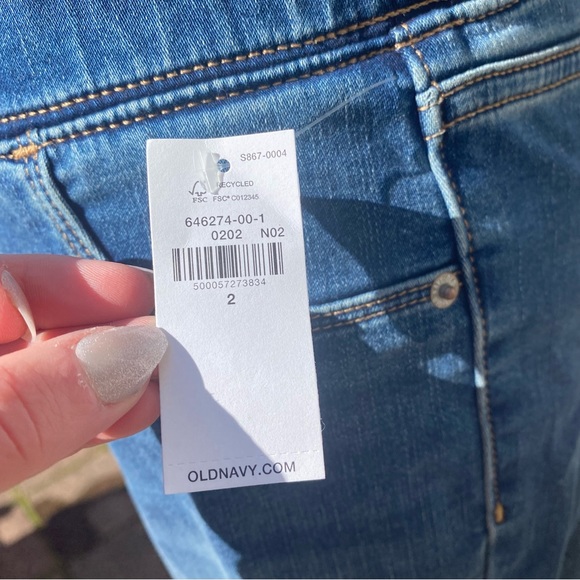 S867-0004
RECYCLED
FSC FSC® C012345
646274-00-1
0202 N02
500057273834
2
OLDNAVY.COM